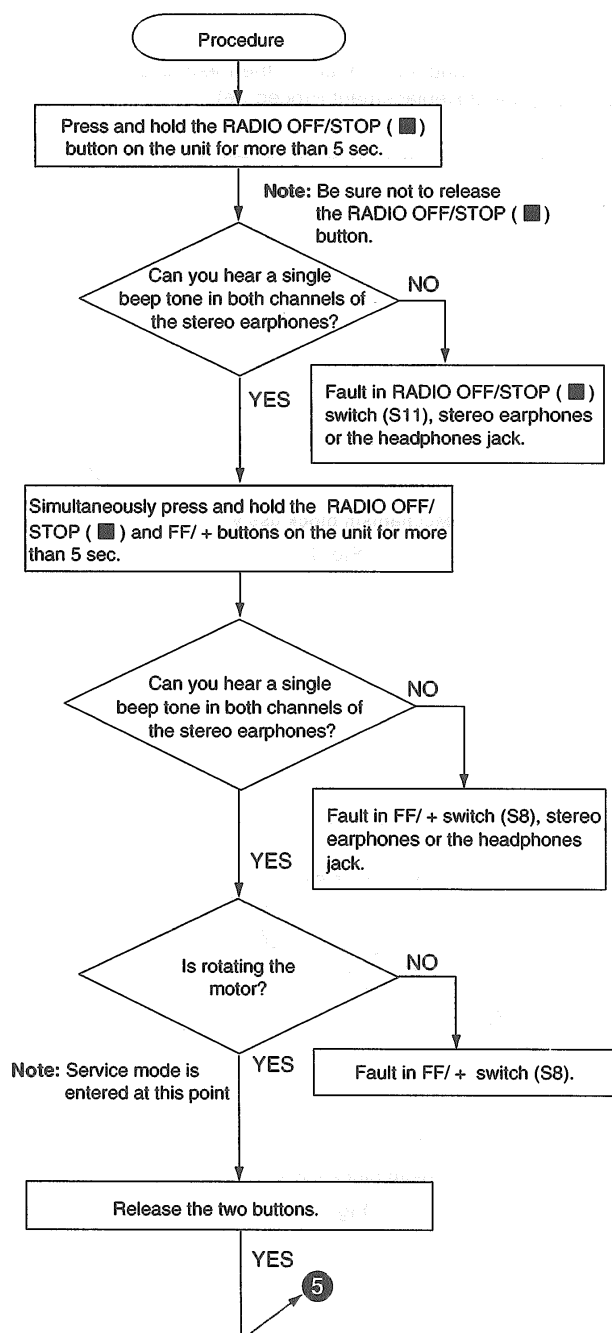 Procedure
Press and hold the RADIO OFF/STOP ( ■ )
button on the unit for more than 5 sec.
Note: Be sure not to release
the RADIO OFF/STOP ( ■ )
button.
Can you hear a single
beep tone in both channels of
the stereo earphones?
NO
Fault in RADIO OFF/STOP ( ■ )
switch (S11), stereo earphones
or the headphones jack.
YES
Simultaneously press and hold the RADIO OFF/
STOP ( ■ ) and FF/ + buttons on the unit for more
than 5 sec.
Can you hear a single
beep tone in both channels of
the stereo earphones?
NO
Fault in FF/ + switch (S8), stereo
earphones or the headphones
jack.
YES
Is rotating the
motor?
NO
Fault in FF/ + switch (S8).
Note: Service mode is
entered at this point
YES
Release the two buttons.
YES
5